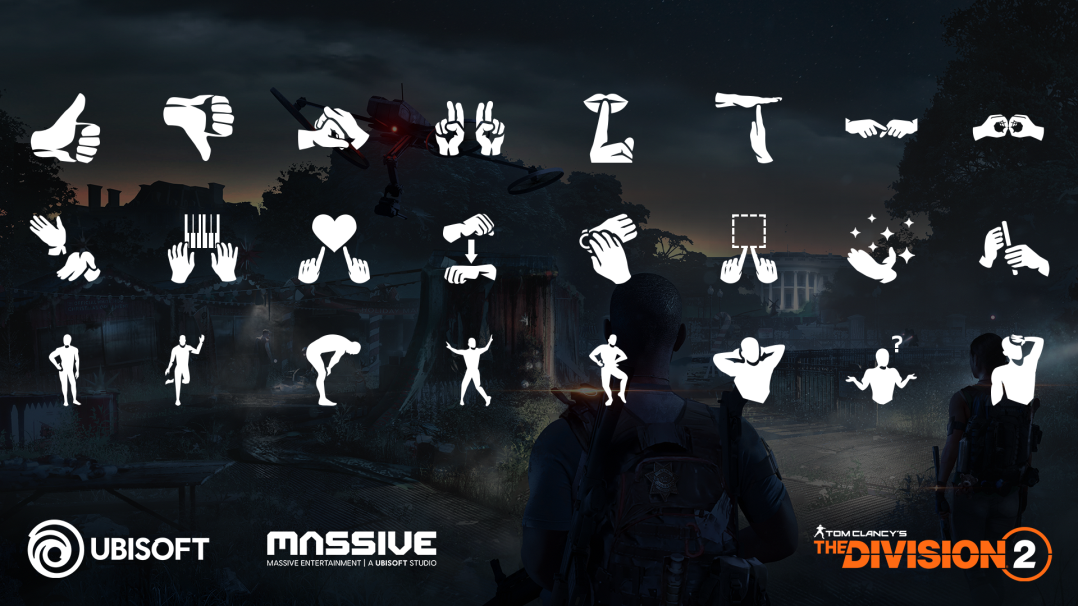 ?
UBISOFT
MASSIVE
MASSIVE ENTERTAINMENT | A UBISOFT STUDIO
TOM CLANCY'S
THE DIVISION 2